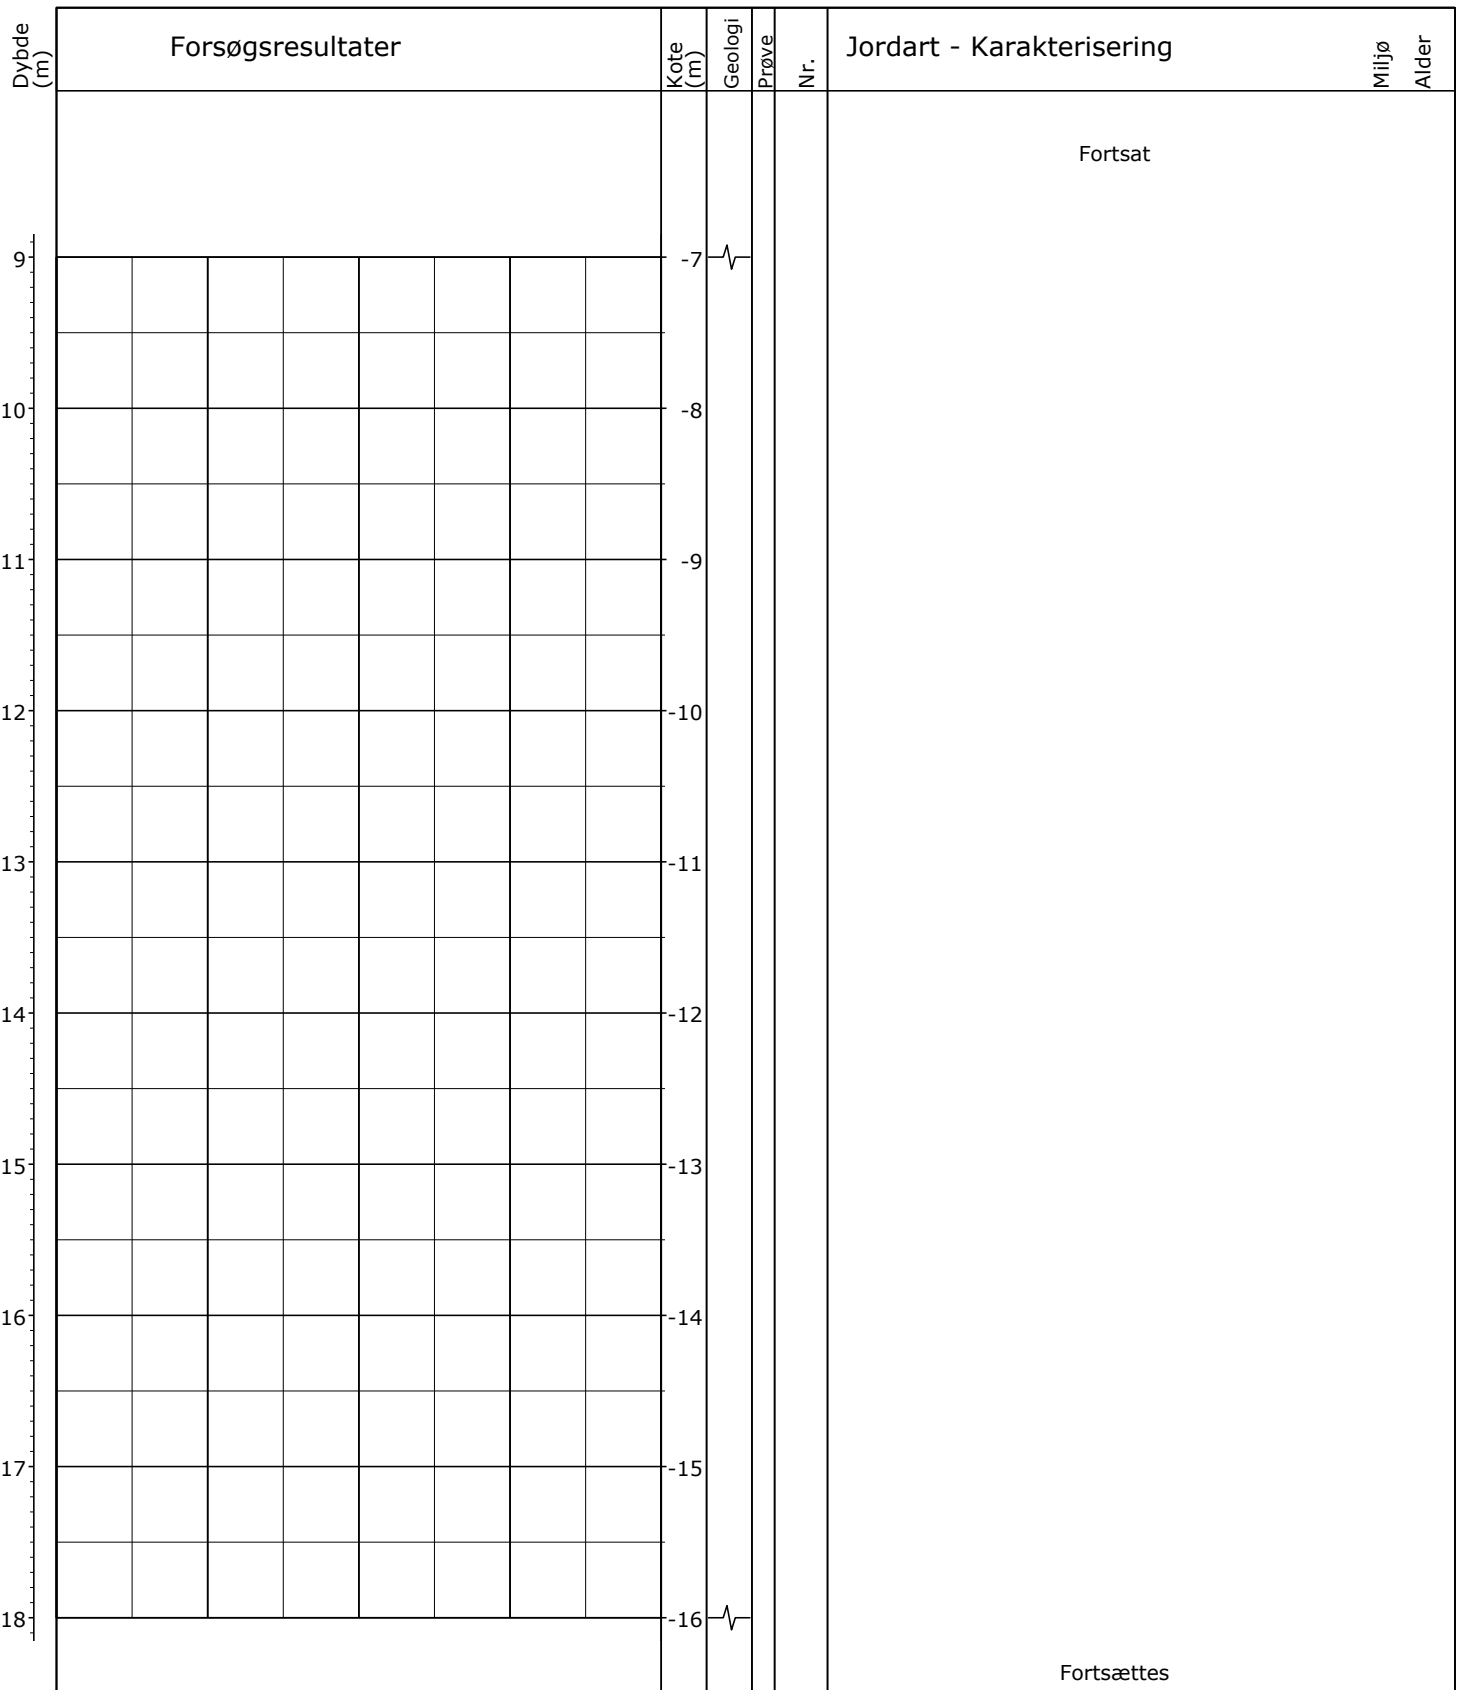 Dybde
(m)
Forsøgsresultater
Kote
(m)
Geologi
Prøve
Nr.
Jordart - Karakterisering
Miljø
Alder
Fortsat
9
-7
10
-8
11
-9
12
-10
13
-11
14
-12
15
-13
16
-14
17
-15
18
-16
Fortsættes